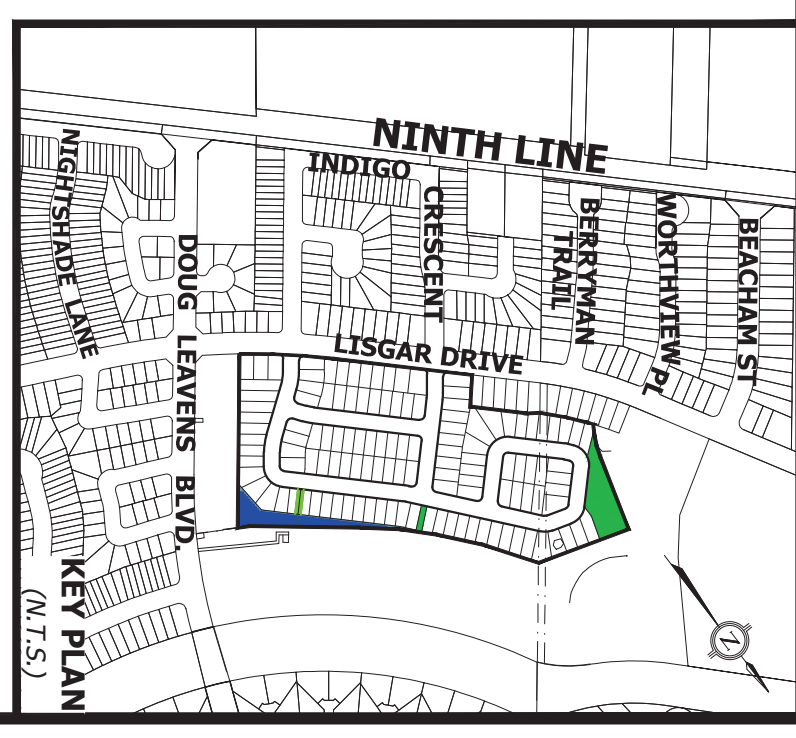 NINTH LINE
INDIGO
CRESCENT
NIGHTSHADE LANE
DOUG LEAVENS BLVD.
BERRYMAN
TRAIL
WORTHVIEW PL
BEACHAM ST
LISGAR DRIVE
KEY PLAN
(N.T.S.)
N